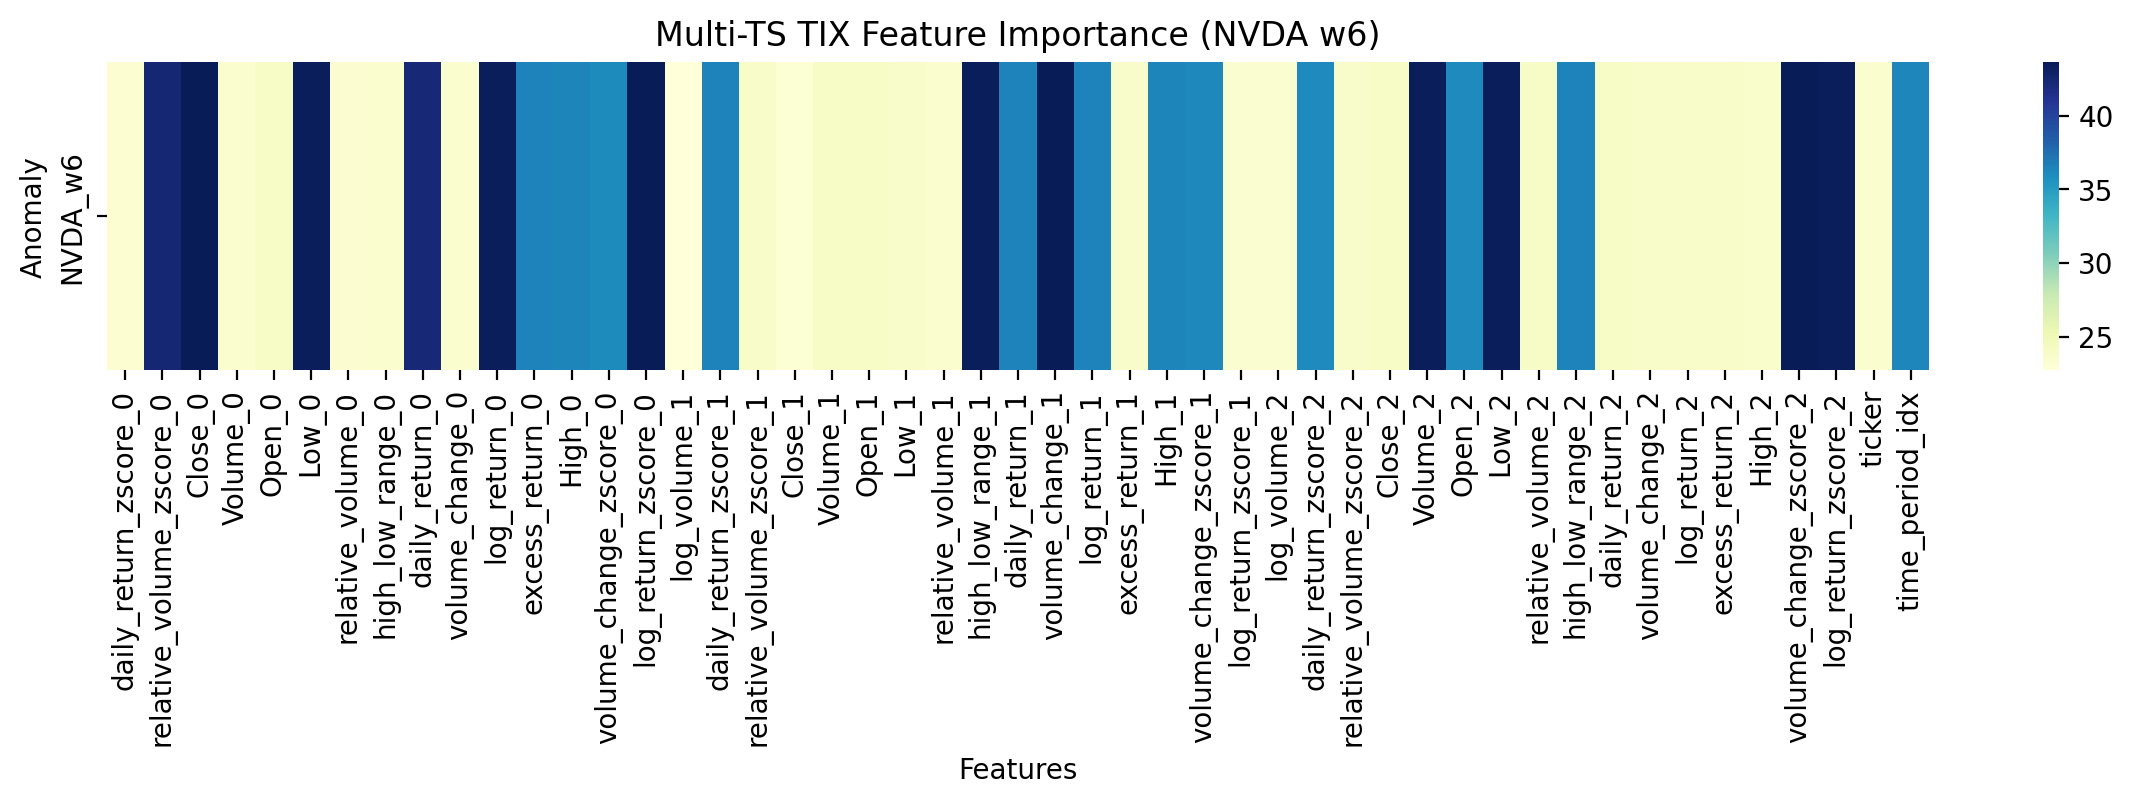 Multi-TS TIX Feature Importance (NVDA w6)
Anomaly
NVDA_w6
40
35
30
25
daily_return_zscore_0
relative_volume_zscore_0
Close_0
Volume_0
Open_0
Low_0
relative_volume_0
high_low_range_0
daily_return_0
volume_change_0
log_return_0
excess_return_0
High_0
volume_change_zscore_0
log_return_zscore_0
log_volume_1
daily_return_zscore_1
relative_volume_zscore_1
Close_1
Volume_1
Open_1
Low_1
relative_volume_1
high_low_range_1
daily_return_1
volume_change_1
log_return_1
excess_return_1
High_1
volume_change_zscore_1
log_return_zscore_1
log_volume_2
daily_return_zscore_2
relative_volume_zscore_2
Close_2
Volume_2
Open_2
Low_2
relative_volume_2
high_low_range_2
daily_return_2
volume_change_2
log_return_2
excess_return_2
High_2
volume_change_zscore_2
log_return_zscore_2
ticker
time_period_idx
Features